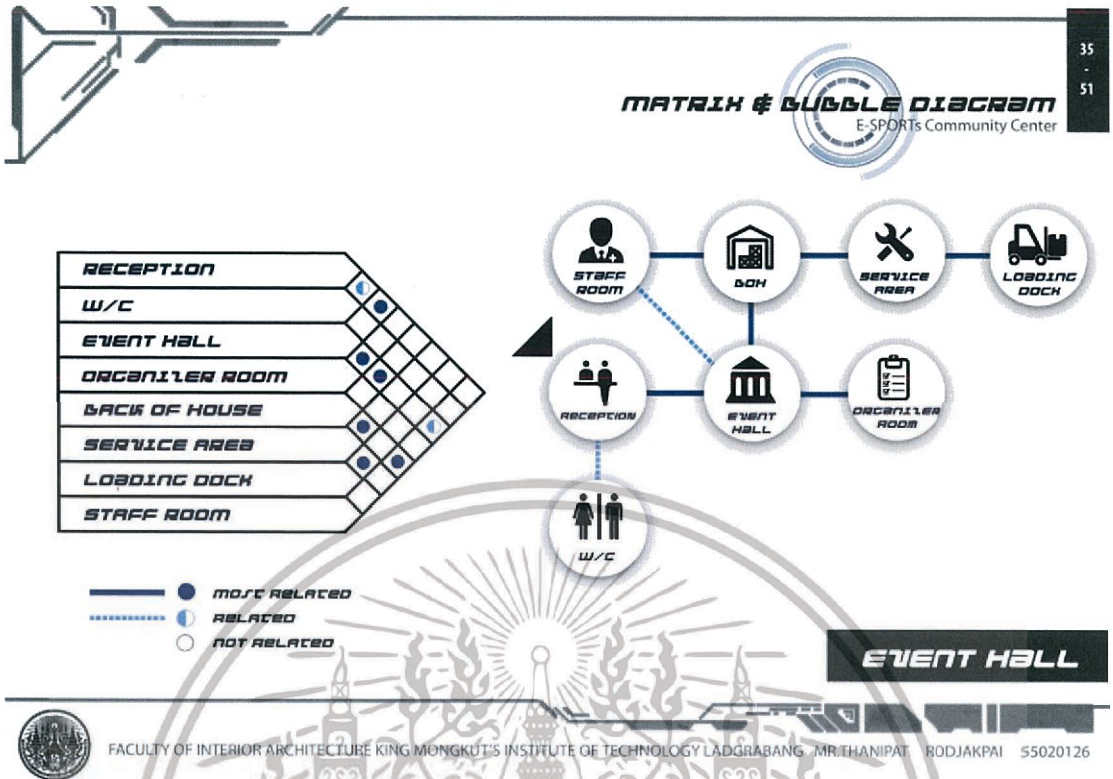 35
-
51
MATRIX & BUBBLE DIAGRAM
E-SPORTs Community Center
RECEPTION
W/C
EVENT HALL
ORGANIZER ROOM
BACK OF HOUSE
SERVICE AREA
LOADING DOCK
STAFF ROOM
STAFF
ROOM
BOH
SERVICE
AREA
LOADING
DOCK
RECEPTION
EVENT
HALL
ORGANIZER
ROOM
W/C
MOST RELATED
RELATED
NOT RELATED
EVENT HALL
FACULTY OF INTERIOR ARCHITECTURE KING MONGKUT'S INSTITUTE OF TECHNOLOGY LADGRABANG MR.THANIPAT RODJAKPAI 55020126